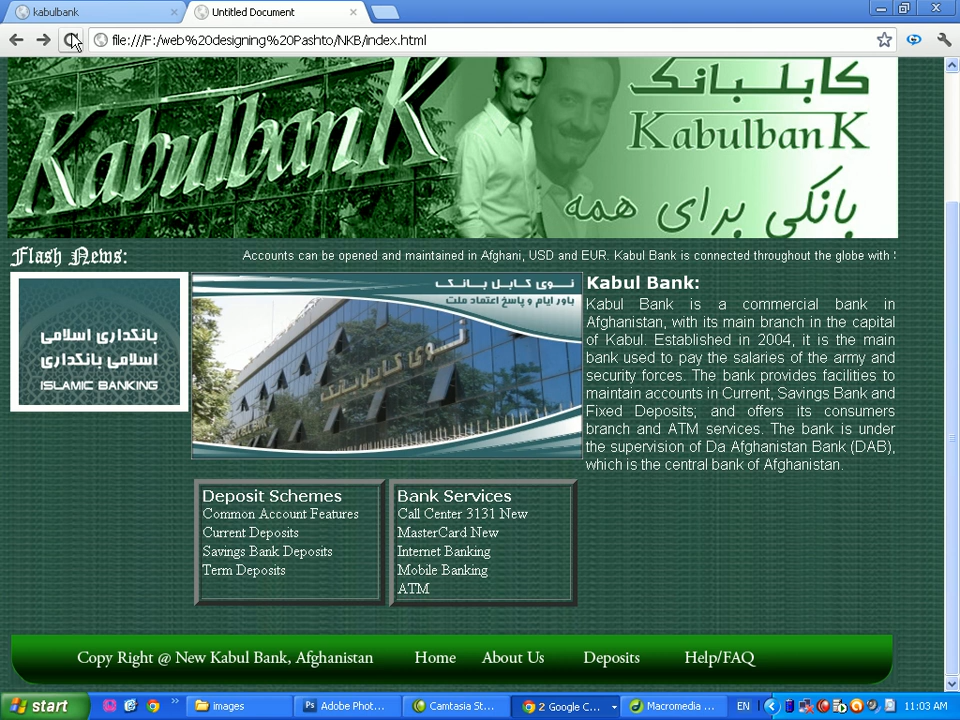 kabulbank
Untitled Document
file:///F:/web%20designing%20Pashto/NKB/index.html
KabulbanK
کابلبانک
KabulbanK
بانکی برای همه
Flash News:
Accounts can be opened and maintained in Afghani, USD and EUR. Kabul Bank is connected throughout the globe with
بانکداری اسلامی
اسلامی بانکداری
ISLAMIC BANKING
نوی کابل بانک
باور ایام و پاسخ اعتماد ملت
نوی کابل بانک
Kabul Bank:
Kabul Bank is a commercial bank in
Afghanistan, with its main branch in the capital
of Kabul. Established in 2004, it is the main
bank used to pay the salaries of the army and
security forces. The bank provides facilities to
maintain accounts in Current, Savings Bank and
Fixed Deposits; and offers its consumers
branch and ATM services. The bank is under
the supervision of Da Afghanistan Bank (DAB),
which is the central bank of Afghanistan.
Deposit Schemes
Common Account Features
Current Deposits
Savings Bank Deposits
Term Deposits
Bank Services
Call Center 3131 New
MasterCard New
Internet Banking
Mobile Banking
ATM
Copy Right @ New Kabul Bank, Afghanistan
Home
About Us
Deposits
Help/FAQ
start
images
Adobe Phot...
Camtasia St...
2 Google C...
Macromedia ...
EN
11:03 AM